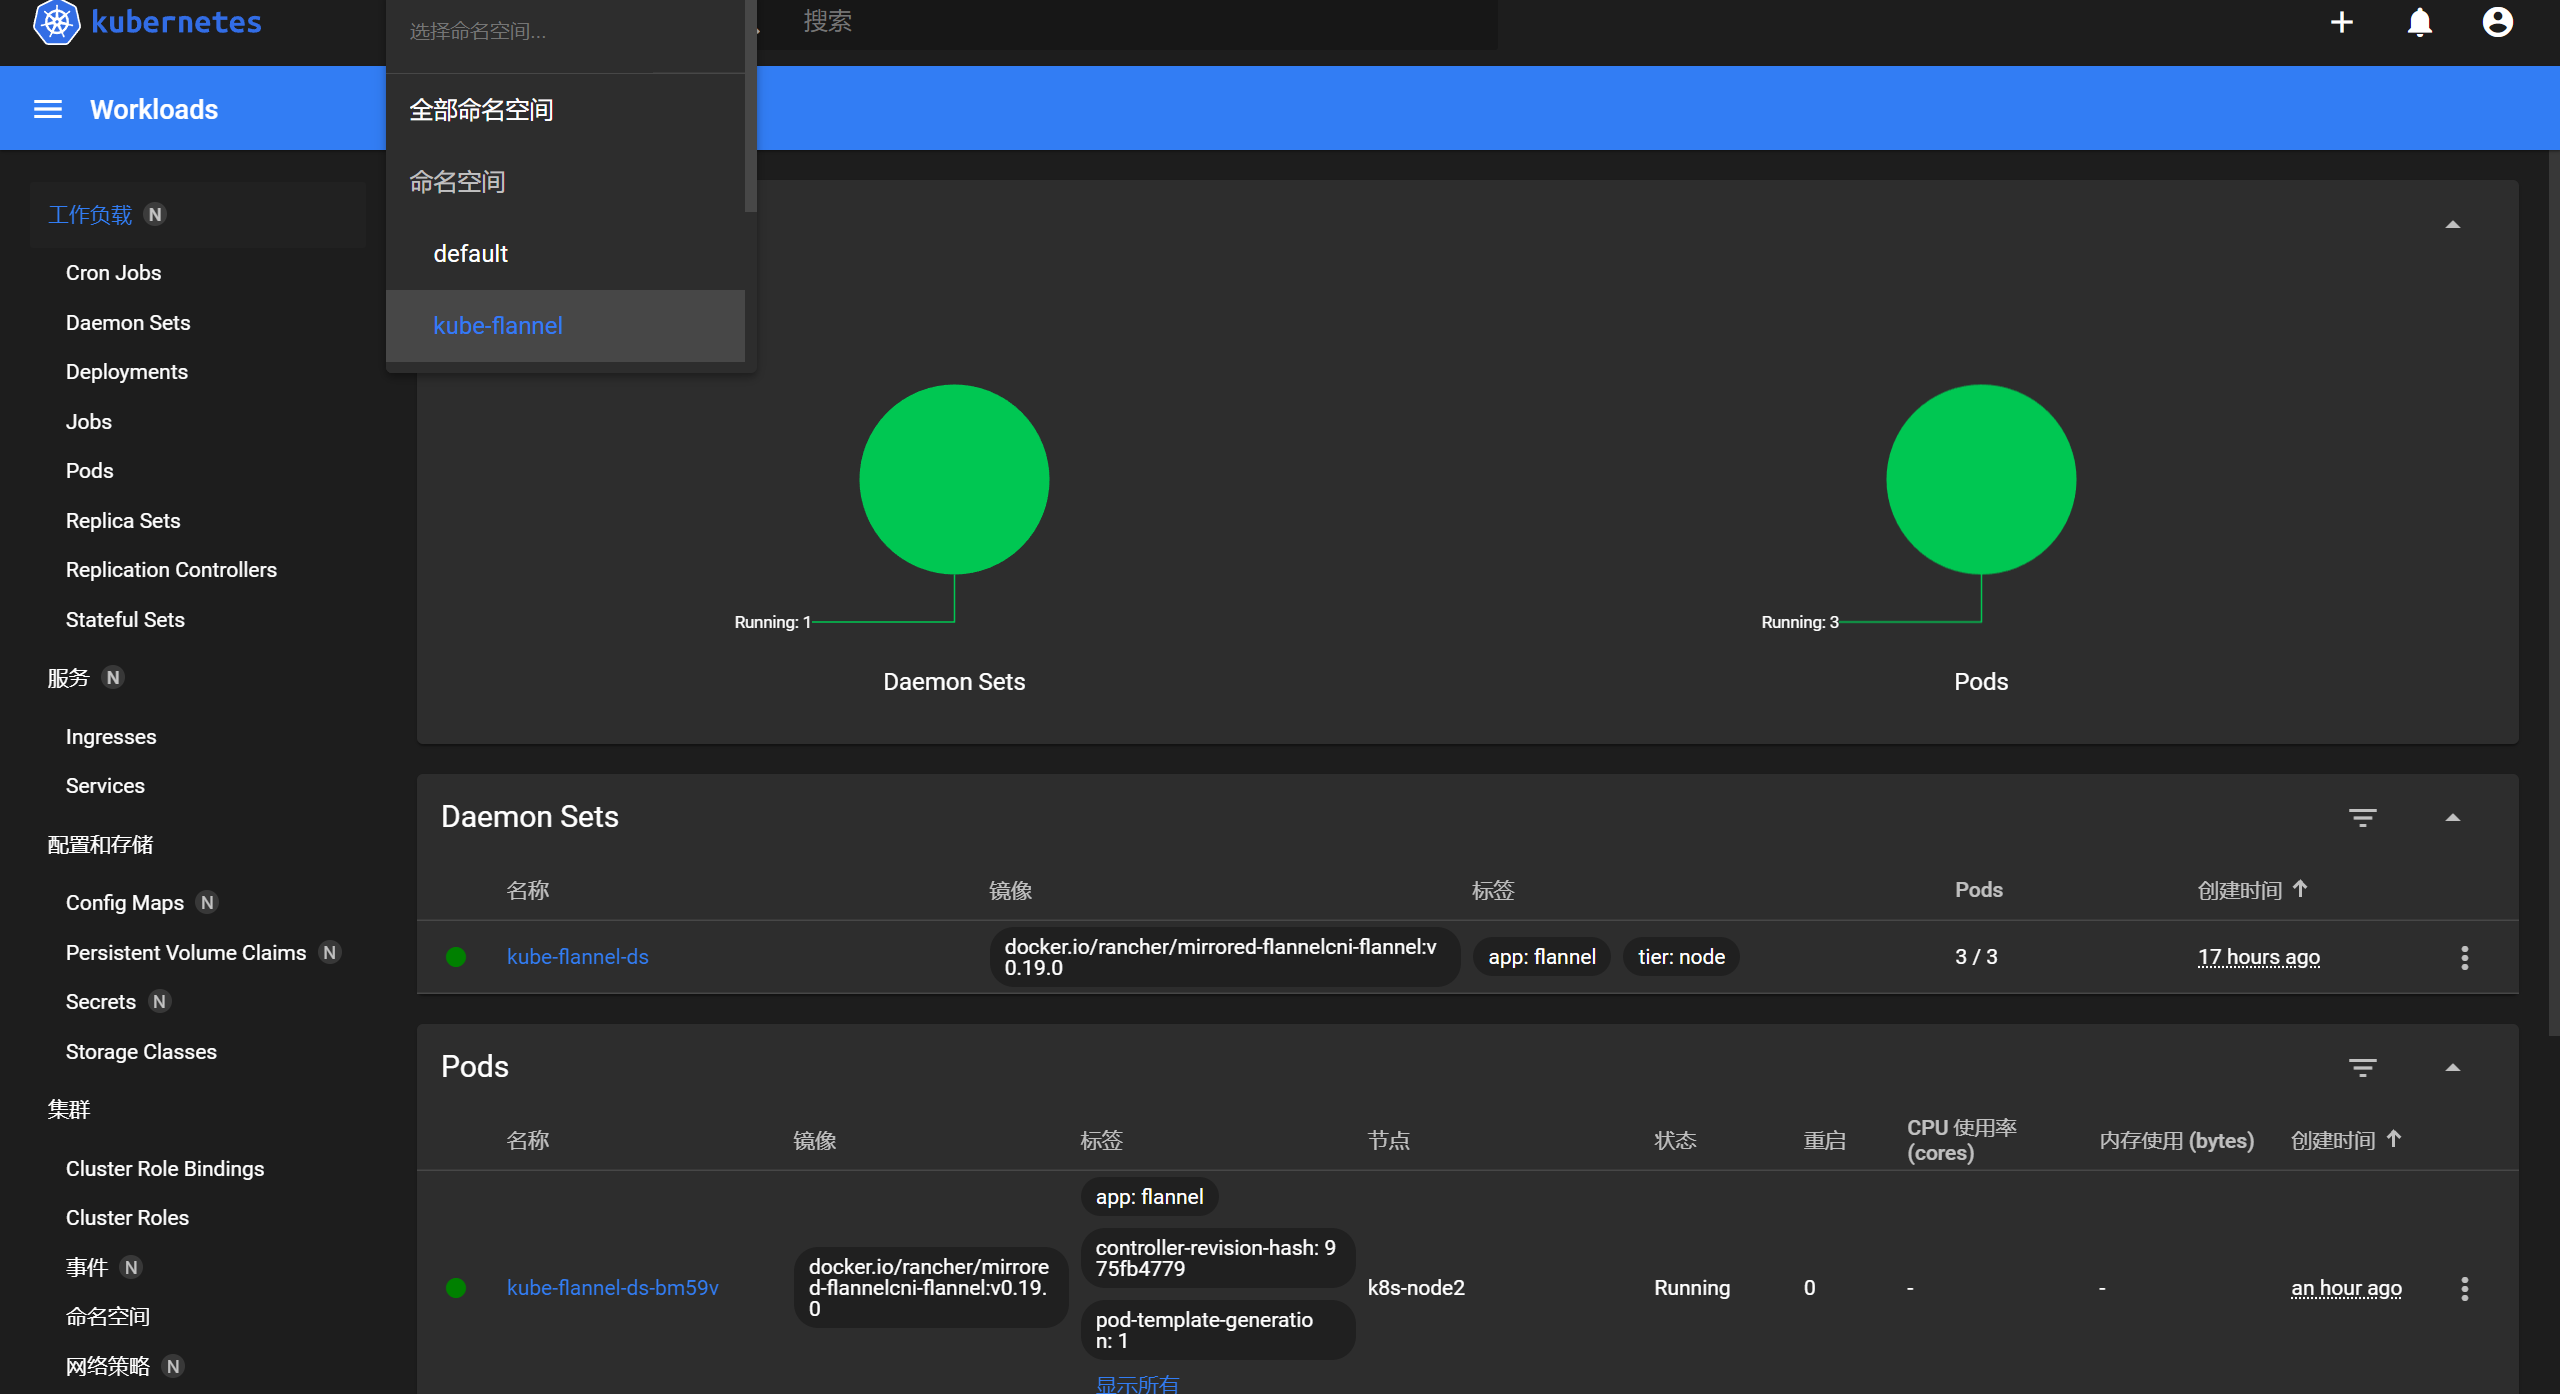 kubernetes
选择命名空间...
搜索
Workloads
全部命名空间
命名空间
default
kube-flannel
工作负载 N
Cron Jobs
Daemon Sets
Deployments
Jobs
Pods
Replica Sets
Replication Controllers
Stateful Sets
服务 N
Ingresses
Services
配置和存储
Config Maps N
Persistent Volume Claims N
Secrets N
Storage Classes
集群
Cluster Role Bindings
Cluster Roles
事件 N
命名空间
网络策略 N
Running: 1
Daemon Sets
Running: 3
Pods
Daemon Sets
名称 镜像 标签 Pods 创建时间
kube-flannel-ds
docker.io/rancher/mirrored-flannelcni-flannel:v
0.19.0
app: flannel tier: node
3 / 3
17 hours ago
Pods
名称 镜像 标签 节点 状态 重启 CPU 使用率
(cores)
内存使用 (bytes) 创建时间
kube-flannel-ds-bm59v
docker.io/rancher/mirrore
d-flannelcni-flannel:v0.19.
0
app: flannel
controller-revision-hash: 9
75fb4779
pod-template-generatio
n: 1
显示所有
k8s-node2
Running
0
-
-
an hour ago